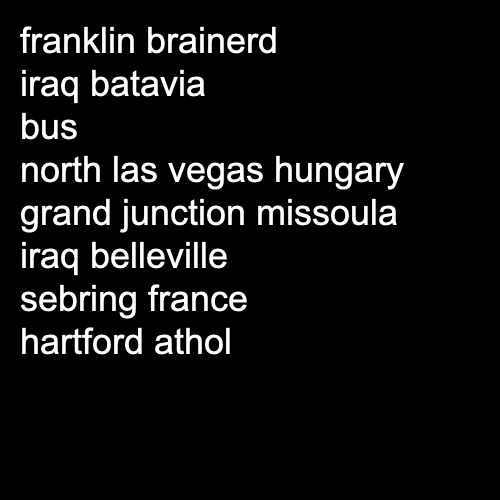 franklin brainerd
iraq batavia
bus
north las vegas hungary
grand junction missoula
iraq belleville
sebring france
hartford athol